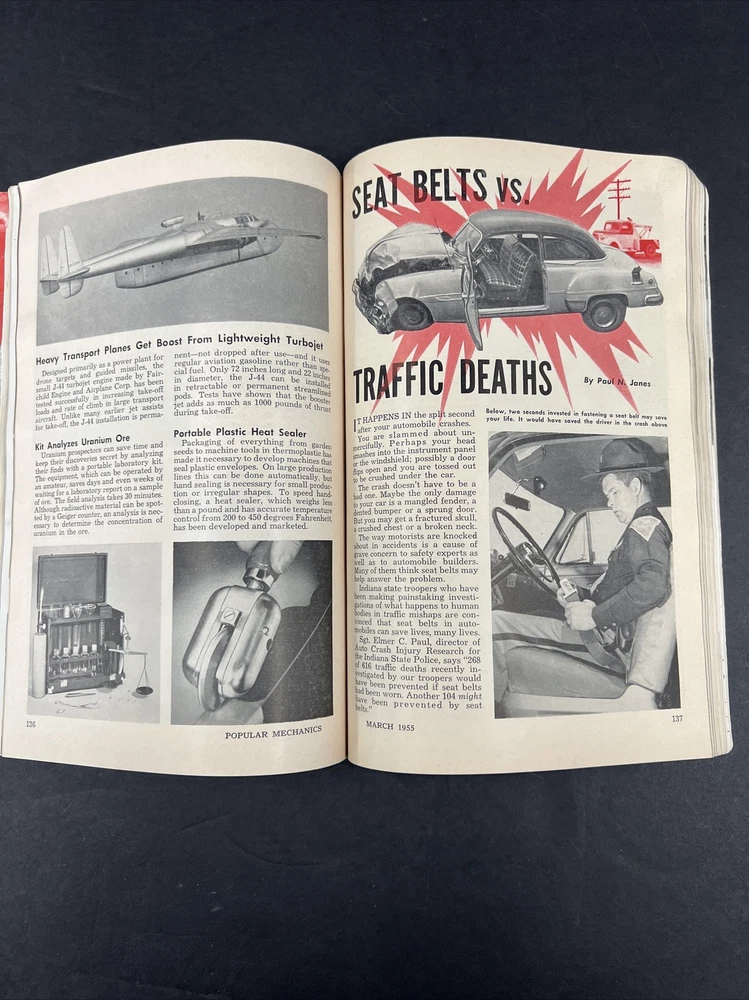 Heavy Transport Planes Get Boost From Lightweight Turbojet
Designed primarily as a power plant for
drone targets and guided missiles, the
small J-44 turbojet engine made by Fair-
child Engine and Airplane Corp. has been
tested successfully in increasing take-off
loads and rate of climb in large transport
aircraft. Unlike many earlier jet assists
for take-off, the J-44 installation is perma-
nent—not dropped after use—and it uses
regular aviation gasoline rather than spe-
cial fuel. Only 72 inches long and 22 inches
in diameter, the J-44 can be installed
in retractable or permanent streamlined
pods. Tests have shown that the booster
jet adds as much as 1000 pounds of thrust
during take-off.
Kit Analyzes Uranium Ore
Uranium prospectors can save time and
keep their discoveries secret by analyzing
their finds with a portable laboratory kit.
The equipment, which can be operated by
an amateur, saves days and even weeks of
waiting for a laboratory report on a sample
of ore. The field analysis takes 30 minutes.
Although radioactive material can be spot-
ted by a Geiger counter, an analysis is nec-
essary to determine the concentration of
uranium in the ore.
Portable Plastic Heat Sealer
Packaging of everything from garden
seeds to machine tools in thermoplastic has
made it necessary to develop machines that
seal plastic envelopes. On large production
lines this can be done automatically, but
hand sealing is necessary for small produc-
tion or irregular shapes. To speed hand-
closing, a heat sealer, which weighs less
than a pound and has accurate temperature
control from 200 to 450 degrees Fahrenheit,
has been developed and marketed.
136
POPULAR MECHANICS
SEAT BELTS VS.
TRAFFIC DEATHS
By Paul N. Janes
IT HAPPENS IN the split second
after your automobile crashes.
You are slammed about un-
mercifully. Perhaps your head
smashes into the instrument panel
or the windshield; possibly a door
flips open and you are tossed out
to be crushed under the car.
The crash doesn't have to be a
bad one. Maybe the only damage
to your car is a mangled fender, a
dented bumper or a sprung door.
But you may get a fractured skull,
a crushed chest or a broken neck.
The way motorists are knocked
about in accidents is a cause of
grave concern to safety experts as
well as to automobile builders.
Many of them think seat belts may
help answer the problem.
Indiana state troopers who have
been making painstaking investi-
gations of what happens to human
bodies in traffic mishaps are con-
vinced that seat belts in auto-
mobiles can save lives, many lives.
Sgt. Elmer C. Paul, director of
Auto Crash Injury Research for
the Indiana State Police, says "268
of 616 traffic deaths recently in-
vestigated by our troopers would
have been prevented if seat belts
had been worn. Another 104 might
have been prevented by seat
belts."
Below, two seconds invested in fastening a seat belt may save
your life. It would have saved the driver in the crash above
MARCH 1955
137